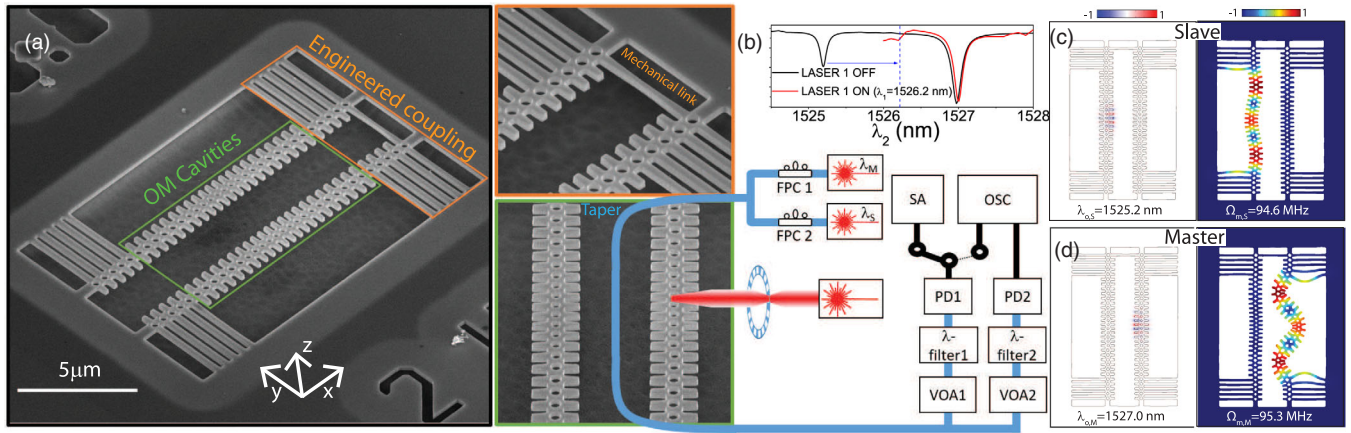 (a)
Engineered coupling
OM Cavities
5μm
z
y
x
2
Mechanical link
Taper
(b)
LASER 1 OFF
LASER 1 ON (λ1=1526.2 nm)
1525 1526 1527 1528
λ2 (nm)
FPC 1
λM
FPC 2
λS
SA
OSC
PD1
PD2
λ-
filter1
λ-
filter2
VOA1
VOA2
-1 1
-1 1
(c)
Slave
λo,S=1525.2 nm
Ωm,S=94.6 MHz
(d)
Master
λo,M=1527.0 nm
Ωm,M=95.3 MHz